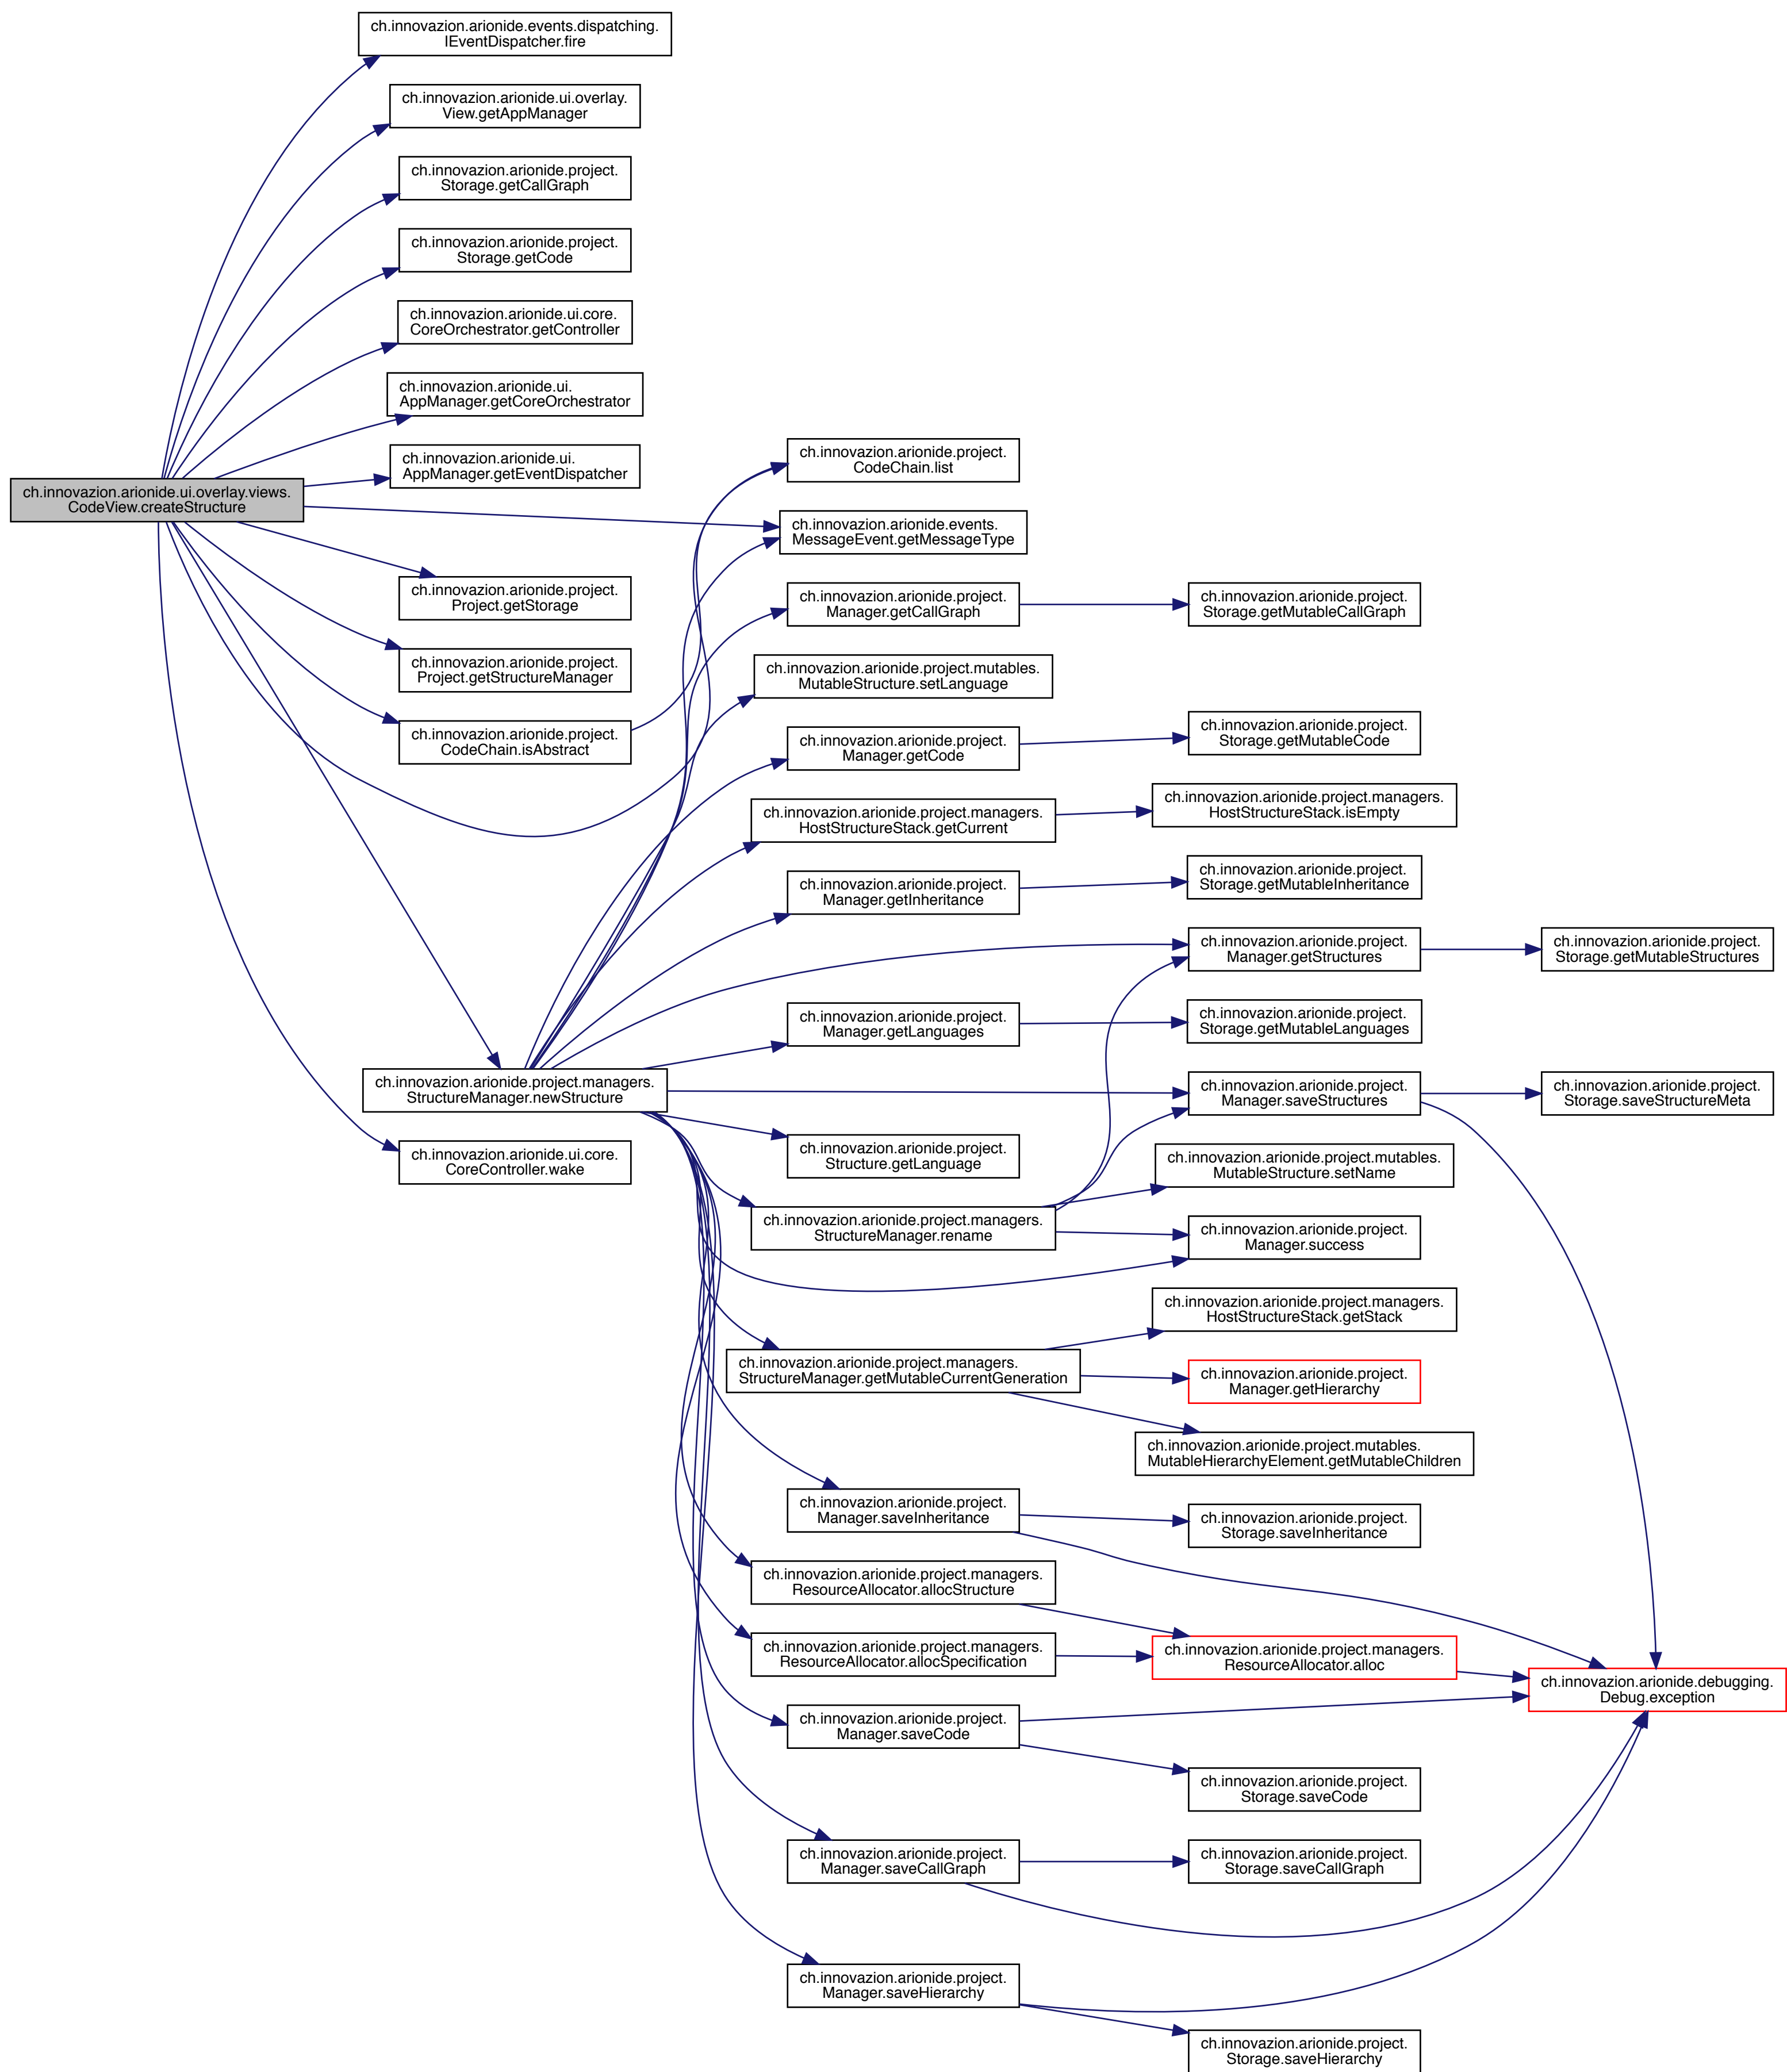 ch.innovazion.arionide.events.dispatching.
IEventDispatcher.fire
ch.innovazion.arionide.ui.overlay.
View.getAppManager
ch.innovazion.arionide.project.
Storage.getCallGraph
ch.innovazion.arionide.project.
Storage.getCode
ch.innovazion.arionide.ui.core.
CoreOrchestrator.getController
ch.innovazion.arionide.ui.
AppManager.getCoreOrchestrator
ch.innovazion.arionide.ui.
AppManager.getEventDispatcher
ch.innovazion.arionide.ui.overlay.views.
CodeView.createStructure
ch.innovazion.arionide.project.
Project.getStorage
ch.innovazion.arionide.project.
Project.getStructureManager
ch.innovazion.arionide.project.
CodeChain.isAbstract
ch.innovazion.arionide.project.managers.
StructureManager.newStructure
ch.innovazion.arionide.ui.core.
CoreController.wake
ch.innovazion.arionide.project.
CodeChain.list
ch.innovazion.arionide.events.
MessageEvent.getMessageType
ch.innovazion.arionide.project.
Manager.getCallGraph
ch.innovazion.arionide.project.mutables.
MutableStructure.setLanguage
ch.innovazion.arionide.project.
Manager.getCode
ch.innovazion.arionide.project.managers.
HostStructureStack.getCurrent
ch.innovazion.arionide.project.
Manager.getInheritance
ch.innovazion.arionide.project.
Manager.getLanguages
ch.innovazion.arionide.project.
Structure.getLanguage
ch.innovazion.arionide.project.managers.
StructureManager.rename
ch.innovazion.arionide.project.managers.
StructureManager.getMutableCurrentGeneration
ch.innovazion.arionide.project.
Manager.saveInheritance
ch.innovazion.arionide.project.managers.
ResourceAllocator.allocStructure
ch.innovazion.arionide.project.managers.
ResourceAllocator.allocSpecification
ch.innovazion.arionide.project.
Manager.saveCode
ch.innovazion.arionide.project.
Manager.saveCallGraph
ch.innovazion.arionide.project.
Manager.saveHierarchy
ch.innovazion.arionide.project.
Storage.getMutableCallGraph
ch.innovazion.arionide.project.
Storage.getMutableCode
ch.innovazion.arionide.project.managers.
HostStructureStack.isEmpty
ch.innovazion.arionide.project.
Storage.getMutableInheritance
ch.innovazion.arionide.project.
Manager.getStructures
ch.innovazion.arionide.project.
Storage.getMutableLanguages
ch.innovazion.arionide.project.
Manager.saveStructures
ch.innovazion.arionide.project.mutables.
MutableStructure.setName
ch.innovazion.arionide.project.
Manager.success
ch.innovazion.arionide.project.managers.
HostStructureStack.getStack
ch.innovazion.arionide.project.
Manager.getHierarchy
ch.innovazion.arionide.project.mutables.
MutableHierarchyElement.getMutableChildren
ch.innovazion.arionide.project.
Storage.saveInheritance
ch.innovazion.arionide.project.managers.
ResourceAllocator.alloc
ch.innovazion.arionide.project.
Storage.saveCode
ch.innovazion.arionide.project.
Storage.saveCallGraph
ch.innovazion.arionide.project.
Storage.saveHierarchy
ch.innovazion.arionide.project.
Storage.getMutableStructures
ch.innovazion.arionide.project.
Storage.saveStructureMeta
ch.innovazion.arionide.debugging.
Debug.exception